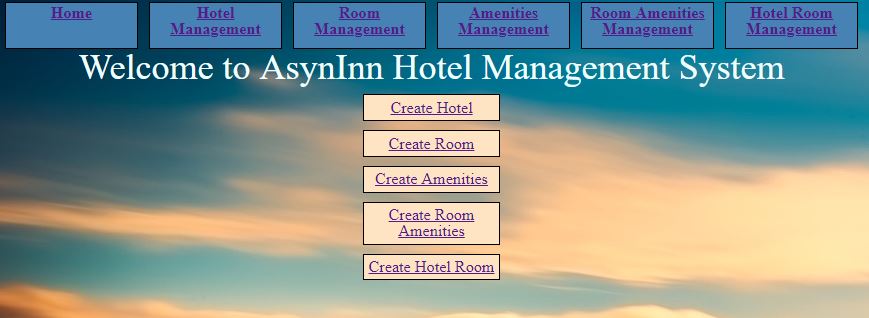 Home
Hotel
Management
Room
Management
Amenities
Management
Room Amenities
Management
Hotel Room
Management
Welcome to AsynInn Hotel Management System
Create Hotel
Create Room
Create Amenities
Create Room
Amenities
Create Hotel Room